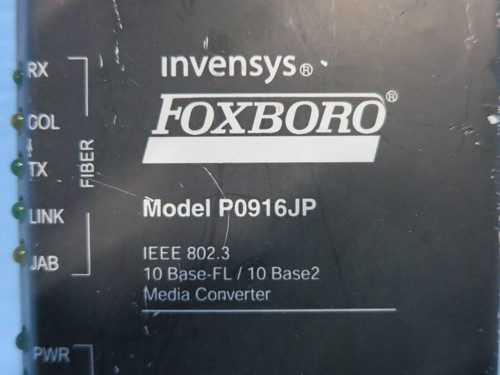 invensys®
FOXBORO®
Model P0916JP
IEEE 802.3
10 Base-FL / 10 Base2
Media Converter
RX
COL
TX
LINK
JAB
FIBER
PWR